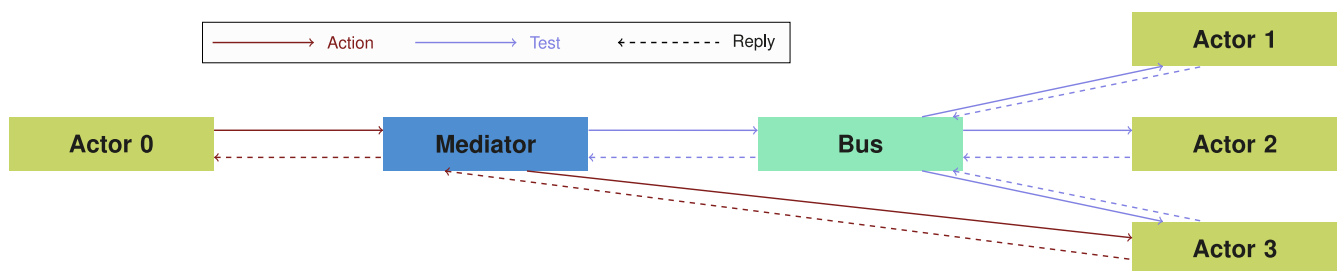 Actor 1
Action Test Reply
Actor 0
Mediator
Bus
Actor 2
Actor 3